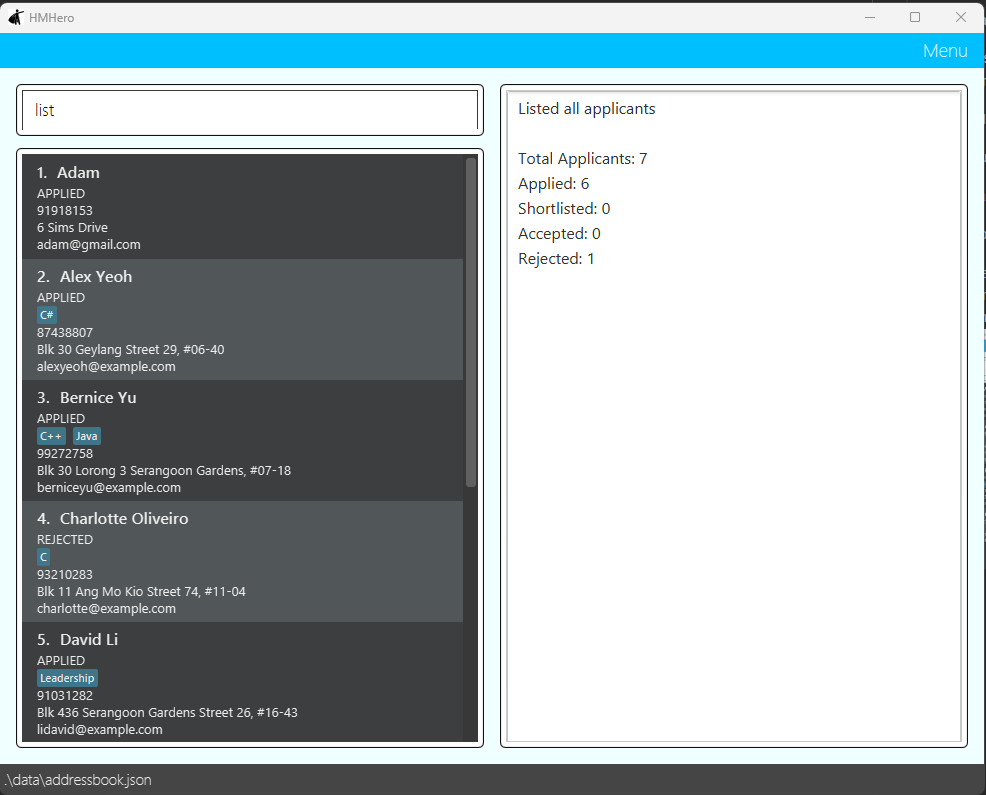 HMHero
Menu
list
1. Adam
APPLIED
91918153
6 Sims Drive
adam@gmail.com
2. Alex Yeoh
APPLIED
C#
87438807
Blk 30 Geylang Street 29, #06-40
alexyeoh@example.com
3. Bernice Yu
APPLIED
C++ Java
99272758
Blk 30 Lorong 3 Serangoon Gardens, #07-18
berniceyu@example.com
4. Charlotte Oliveiro
REJECTED
C
93210283
Blk 11 Ang Mo Kio Street 74, #11-04
charlotte@example.com
5. David Li
APPLIED
Leadership
91031282
Blk 436 Serangoon Gardens Street 26, #16-43
lidavid@example.com
Listed all applicants
Total Applicants: 7
Applied: 6
Shortlisted: 0
Accepted: 0
Rejected: 1
.\data\addressbook.json